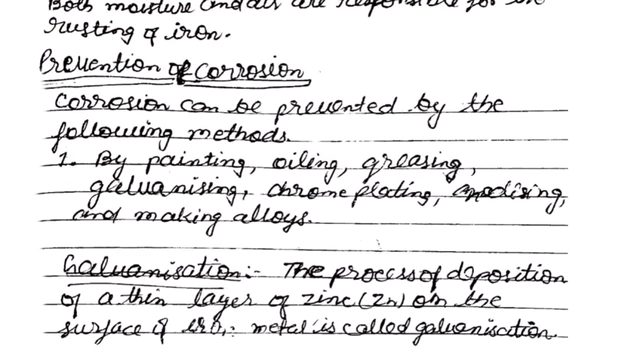 Both moisture and air are responsible for the
rusting of iron.
Prevention of Corrosion
Corrosion can be prevented by the
following methods.
1. By painting, oiling, greasing,
galvanising, chrome plating, anodising,
and making alloys.
Galvanisation:- The process of deposition
of a thin layer of zinc(Zn) on the
surface of iron metal is called galvanisation.